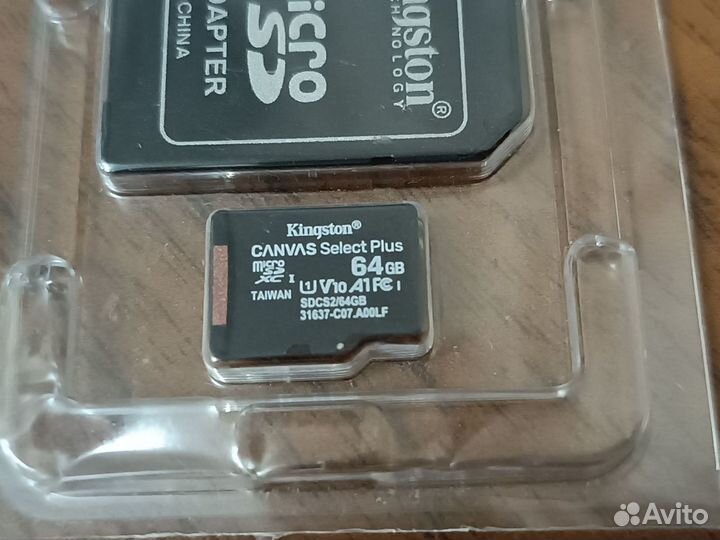 Kingston®
TECHNOLOGY
micro
SD
ADAPTER
CHINA
Kingston®
CANVAS Select Plus
micro SD XC I 64GB
TAIWAN U1 V10 A1 FC I
SDCS2/64GB
31637-C07.A00LF
Avito